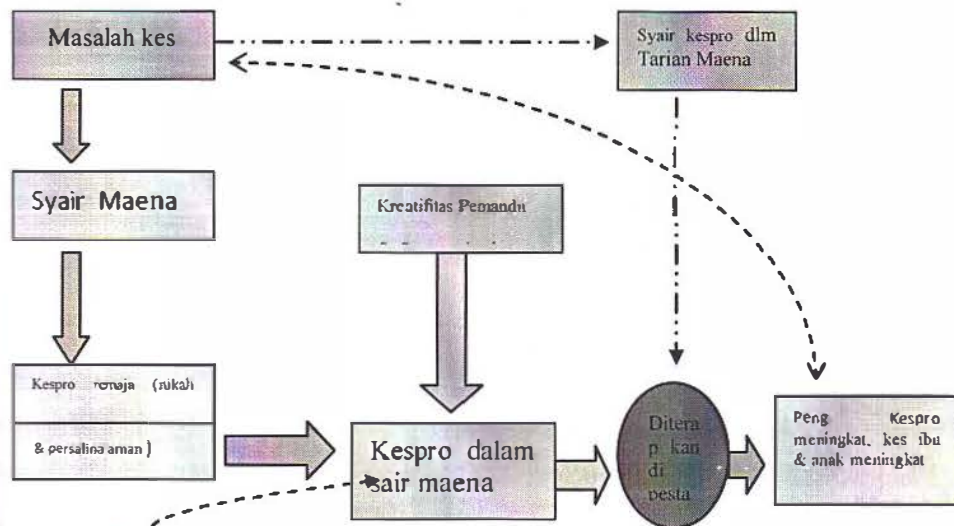 Masalah kes
Syair kespro dlm
Tarian Maena
Syair Maena
Kreatifitas Pemandu
Kespro remaja (nikah
& persalina aman)
Kespro dalam
sair maena
Ditera
p kan
di
pesta
Peng Kespro
meningkat, kes ibu
& anak meningkat